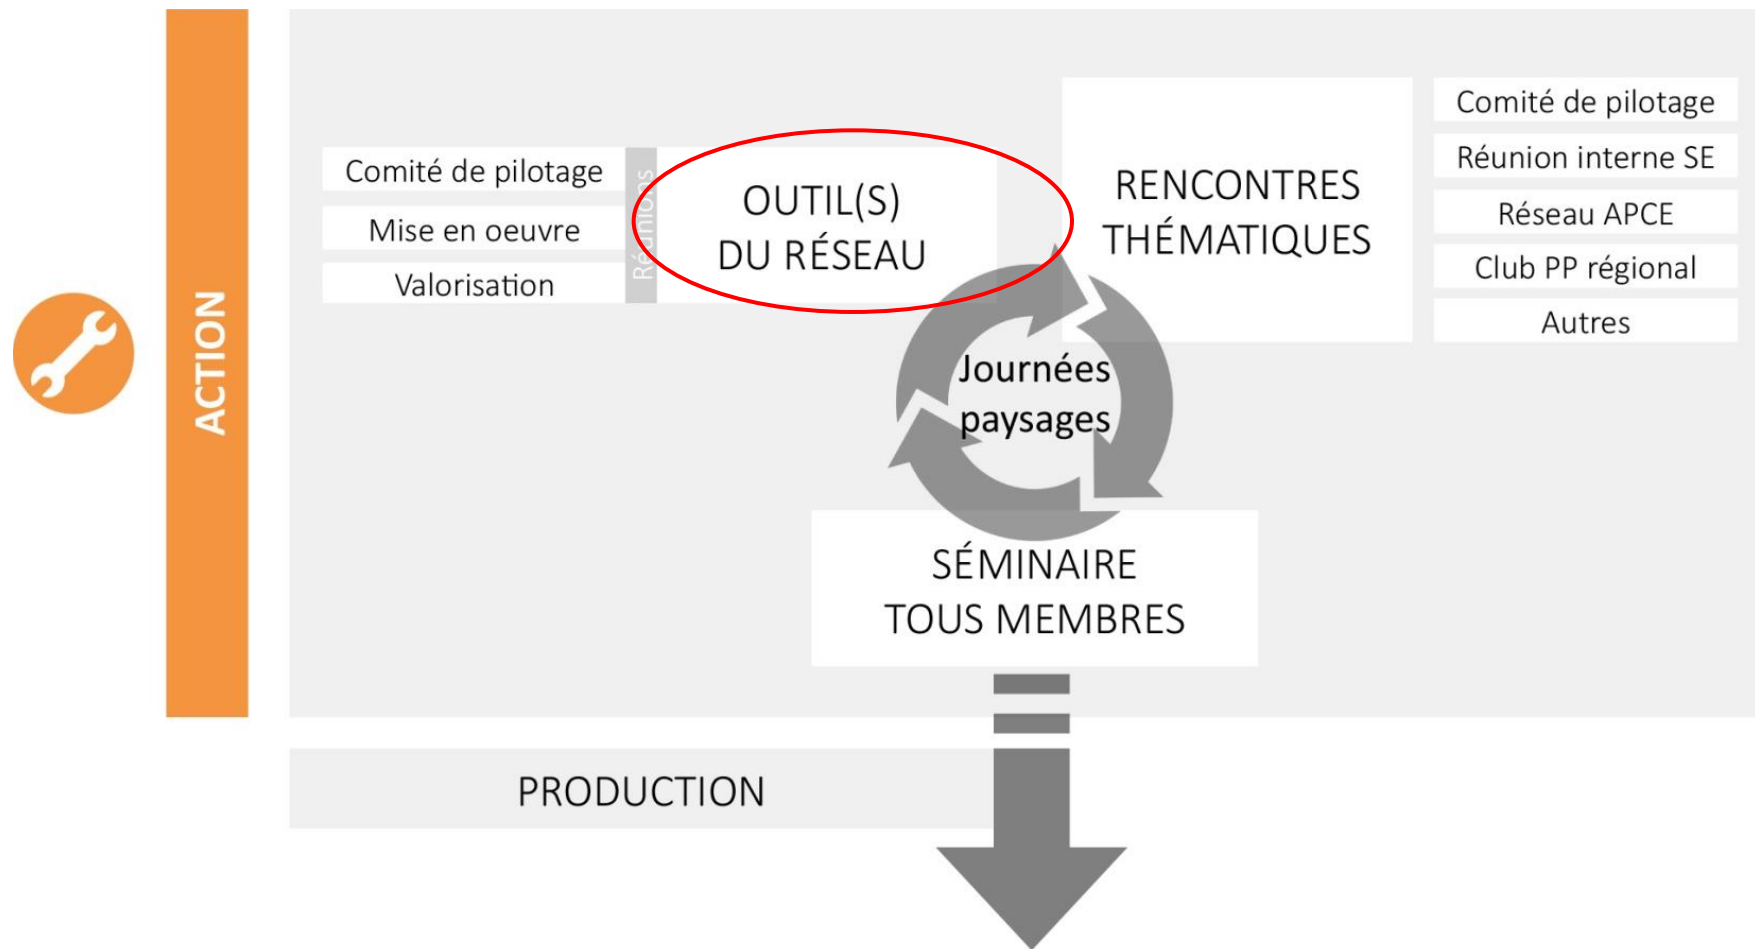 ACTION
Comité de pilotage
Mise en oeuvre
Valorisation
Réunions
OUTIL(S)
DU RÉSEAU
RENCONTRES
THÉMATIQUES
Comité de pilotage
Réunion interne SE
Réseau APCE
Club PP régional
Autres
Journées
paysages
SÉMINAIRE
TOUS MEMBRES
PRODUCTION